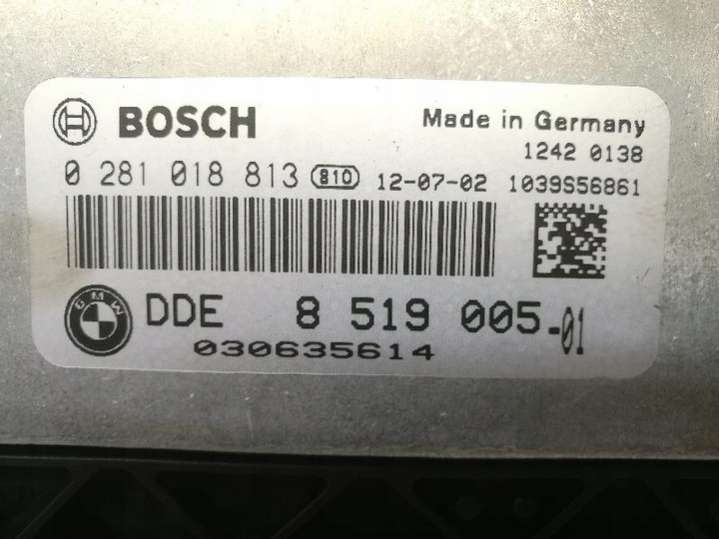 BOSCH
Made in Germany
1242 0138
0 281 018 813 810 12-07-02 1039S56861
BMW DDE 8 519 005-01
030635614